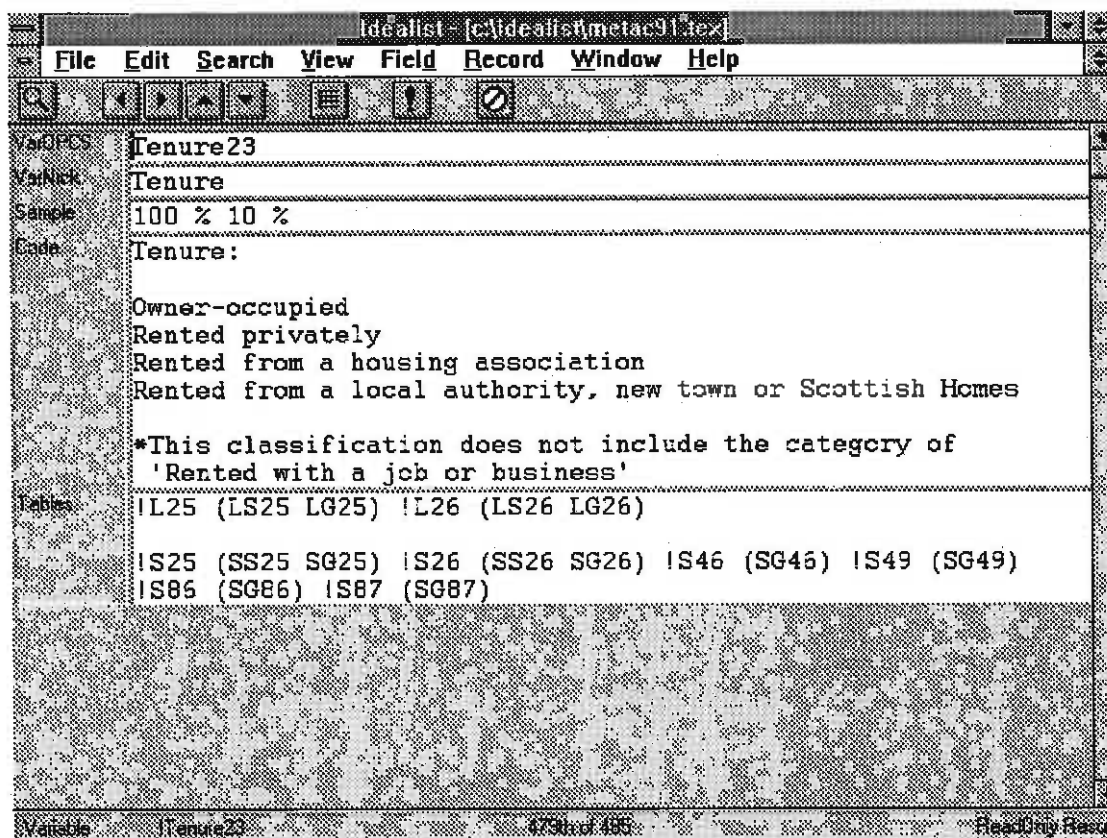 Idealist - [c:\idealist\metac91.tex]
File Edit Search View Field Record Window Help
VarOPCS Tenure23
VarNick Tenure
Sample 100 % 10 %
Code Tenure:
Owner-occupied
Rented privately
Rented from a housing association
Rented from a local authority, new town or Scottish Homes
*This classification does not include the category of
'Rented with a job or business'
Tables !L25 (LS25 LG25) !L26 (LS26 LG26)
!S25 (SS25 SG25) !S26 (SS26 SG26) !S46 (SG46) !S49 (SG49)
!S86 (SG86) !S87 (SG87)
Variable !Tenure23 479th of 495 ReadOnly